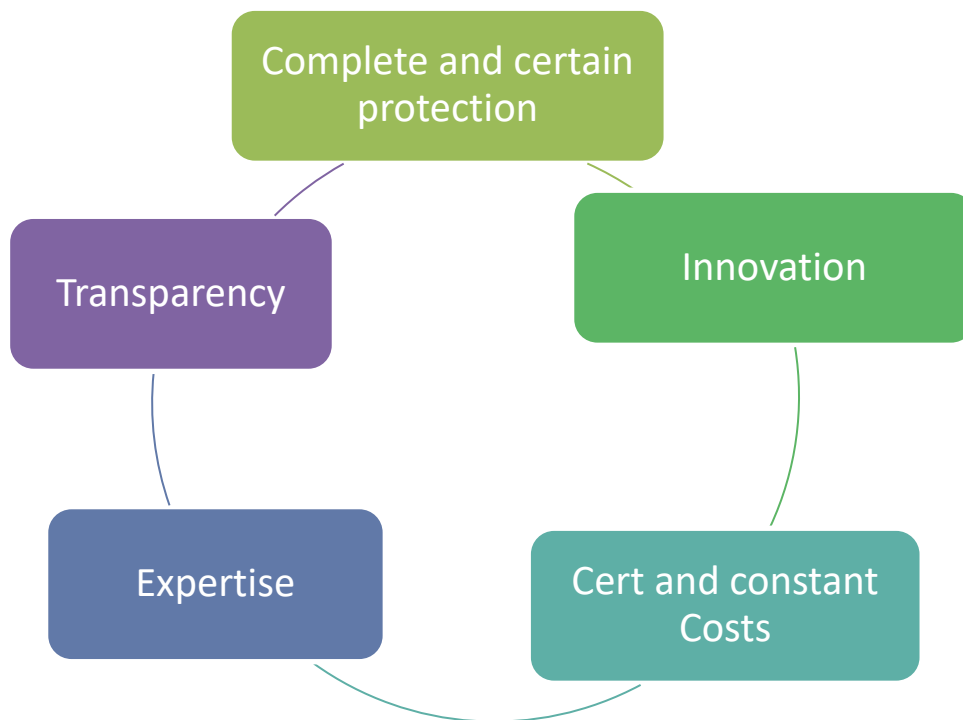 Complete and certain
protection
Innovation
Cert and constant
Costs
Expertise
Transparency